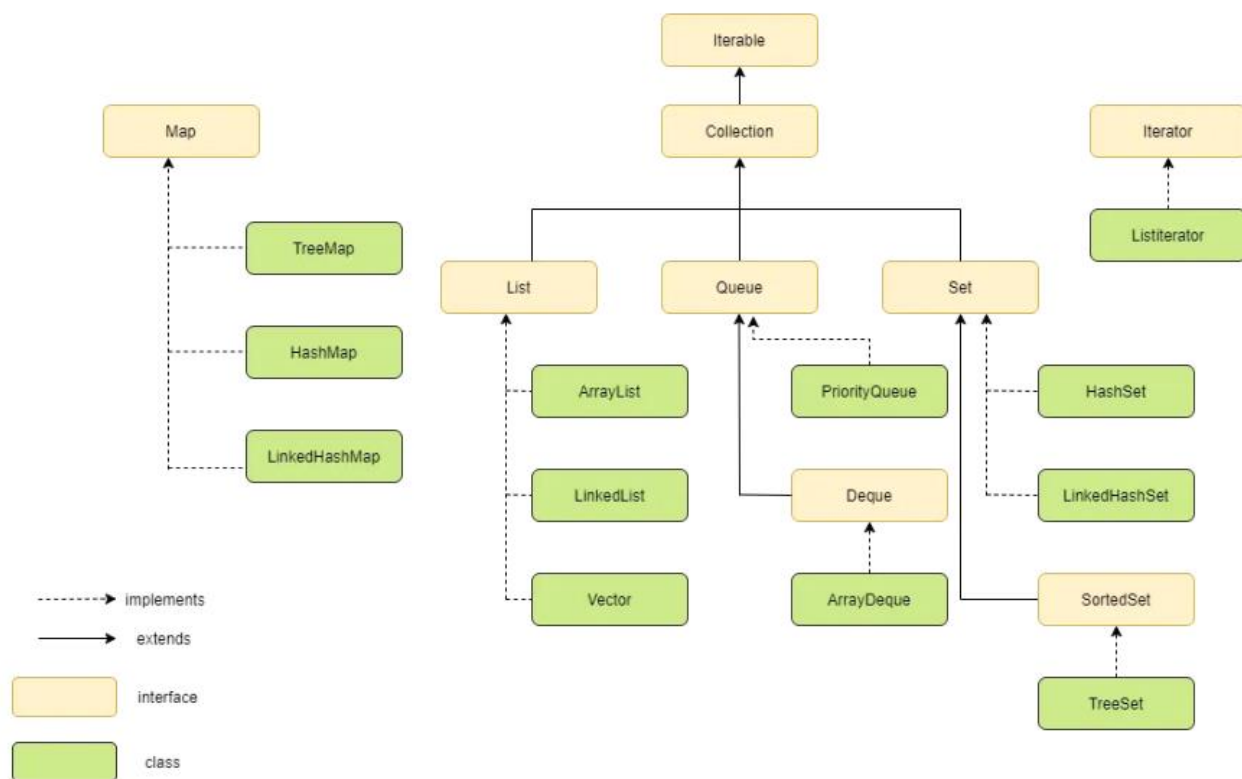 Iterable
Map
Collection
Iterator
TreeMap
ListIterator
List
Queue
Set
HashMap
ArrayList
PriorityQueue
HashSet
LinkedHashMap
LinkedList
Deque
LinkedHashSet
implements
Vector
ArrayDeque
SortedSet
extends
interface
TreeSet
class